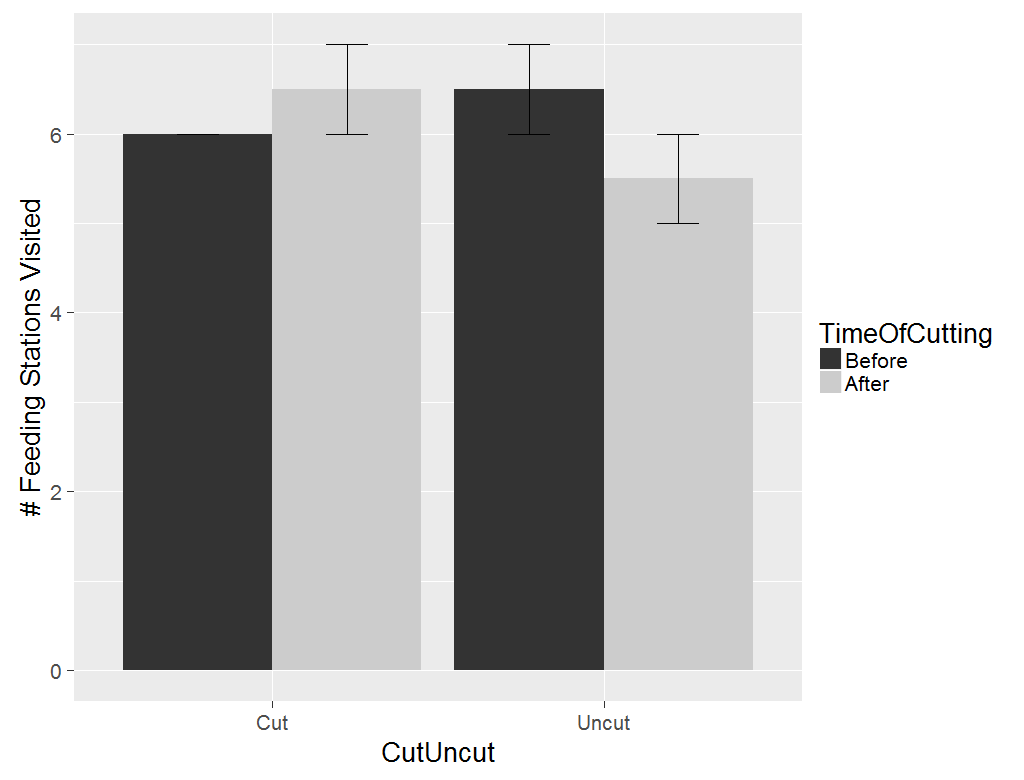 # Feeding Stations Visited
6
4
2
0
Cut
Uncut
CutUncut
TimeOfCutting
Before
After